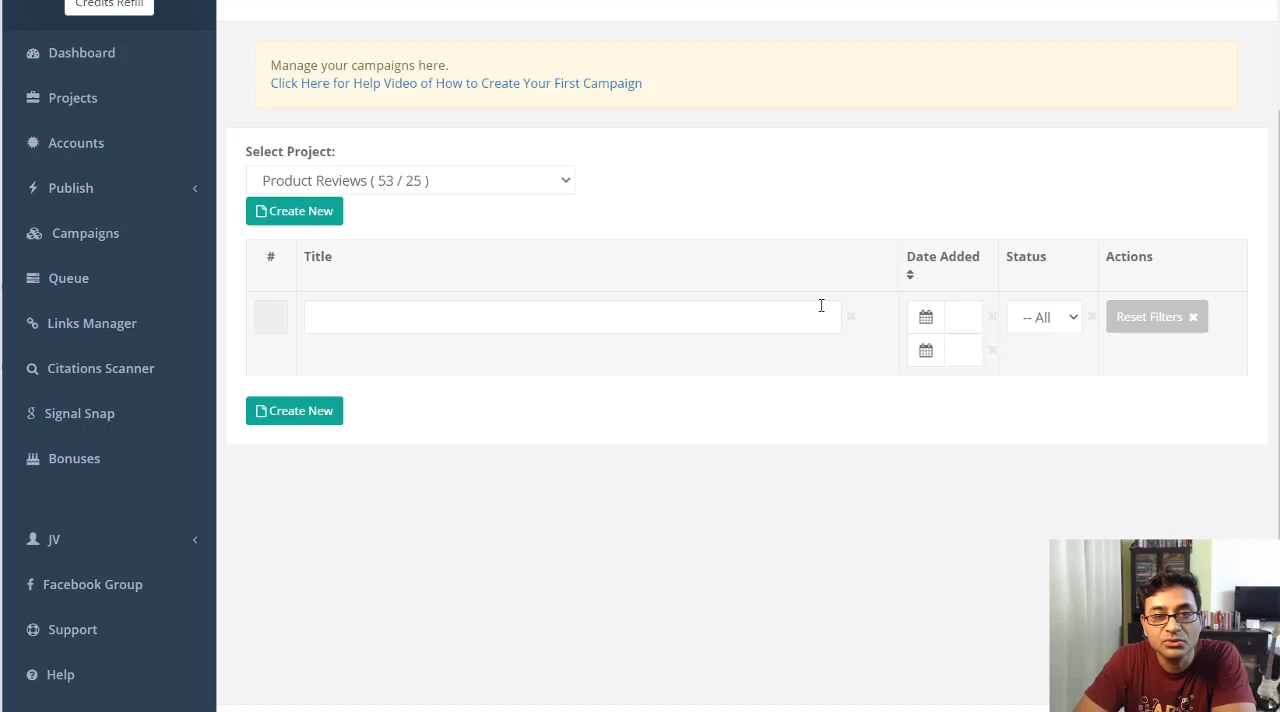 Credits Refill
Dashboard
Projects
Accounts
Publish
Campaigns
Queue
Links Manager
Citations Scanner
Signal Snap
Bonuses
JV
Facebook Group
Support
Help
Manage your campaigns here.
Click Here for Help Video of How to Create Your First Campaign
Select Project:
Product Reviews ( 53 / 25 )
Create New
# Title Date Added Status Actions
-- All Reset Filters ×
Create New